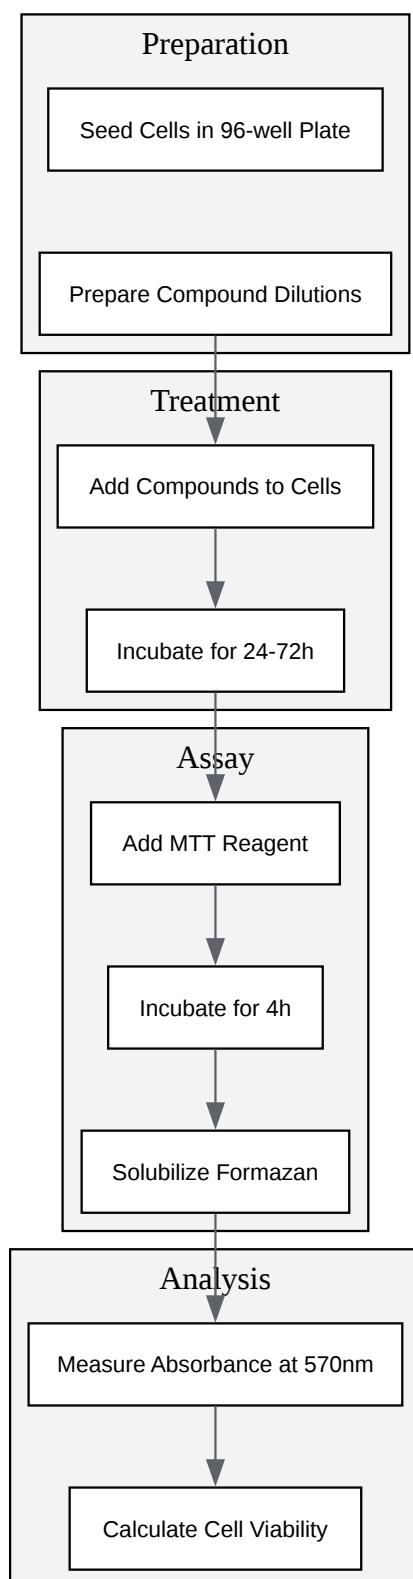 Preparation
Seed Cells in 96-well Plate
Prepare Compound Dilutions
Treatment
Add Compounds to Cells
Incubate for 24-72h
Assay
Add MTT Reagent
Incubate for 4h
Solubilize Formazan
Analysis
Measure Absorbance at 570nm
Calculate Cell Viability